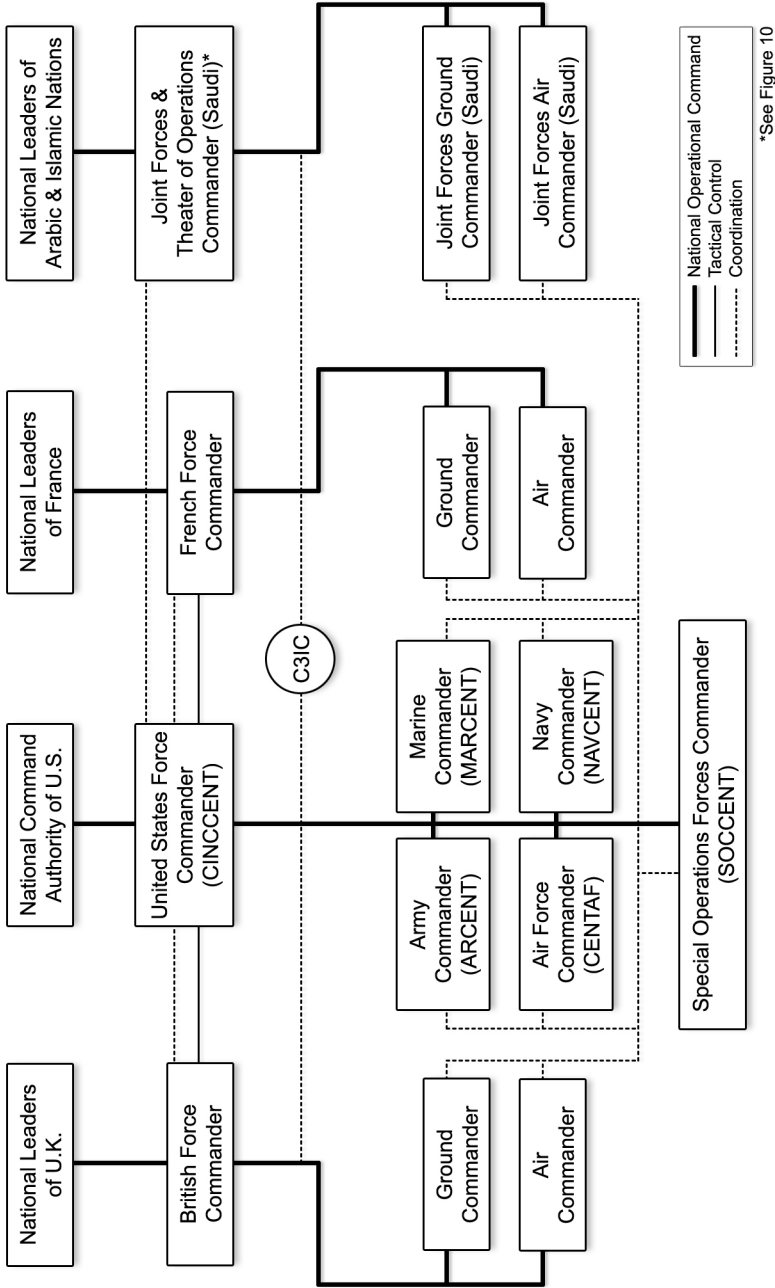 National Leaders
of U.K.
National Command
Authority of U.S.
National Leaders
of France
National Leaders of
Arabic & Islamic Nations
British Force
Commander
United States Force
Commander
(CINCCENT)
French Force
Commander
Joint Forces &
Theater of Operations
Commander (Saudi)*
C3IC
Ground
Commander
Army
Commander
(ARCENT)
Marine
Commander
(MARCENT)
Ground
Commander
Joint Forces Ground
Commander (Saudi)
Air
Commander
Air Force
Commander
(CENTAF)
Navy
Commander
(NAVCENT)
Air
Commander
Joint Forces Air
Commander (Saudi)
Special Operations Forces Commander
(SOCCENT)
National Operational Command
Tactical Control
Coordination
*See Figure 10